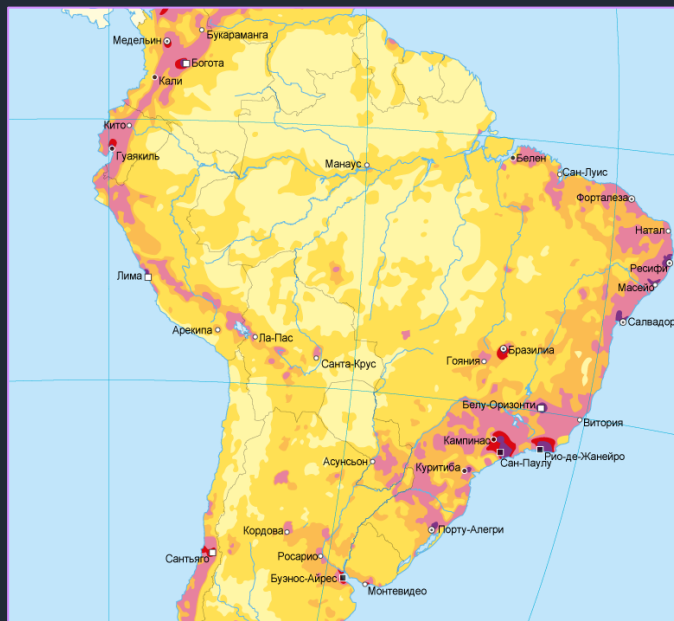 Букараманга
Медельин
Богота
Кали
Кито
Гуаякиль
Манаус
Белен
Сан-Луис
Форталеза
Натал
Ресифи
Масейо
Лима
Салвадор
Арекипа
Ла-Пас
Бразилиа
Гояния
Санта-Крус
Белу-Оризонти
Витория
Кампинас
Рио-де-Жанейро
Сан-Паулу
Асунсьон
Куритиба
Порту-Алегри
Кордова
Росарио
Сантьяго
Буэнос-Айрес
Монтевидео